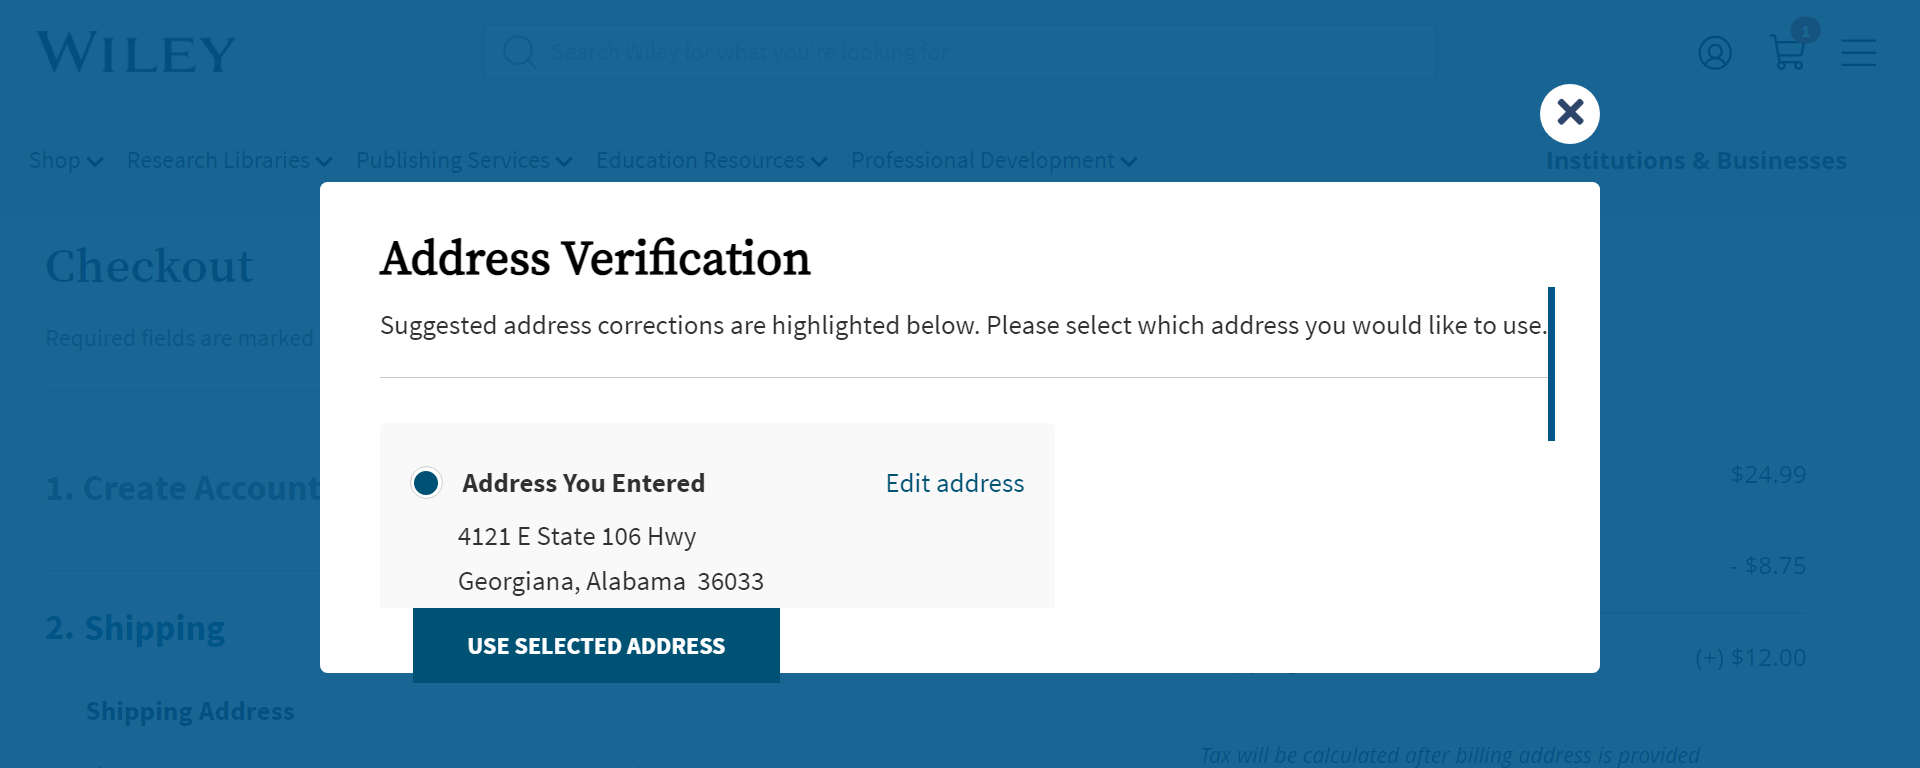 WILEY
Search Wiley for what you're looking for
1
Shop Research Libraries Publishing Services Education Resources Professional Development Institutions & Businesses
Checkout
Required fields are marked
Address Verification
Suggested address corrections are highlighted below. Please select which address you would like to use.
Address You Entered Edit address
4121 E State 106 Hwy
Georgiana, Alabama 36033
USE SELECTED ADDRESS
1. Create Account
2. Shipping
Shipping Address
$24.99
- $8.75
(+) $12.00
Tax will be calculated after billing address is provided